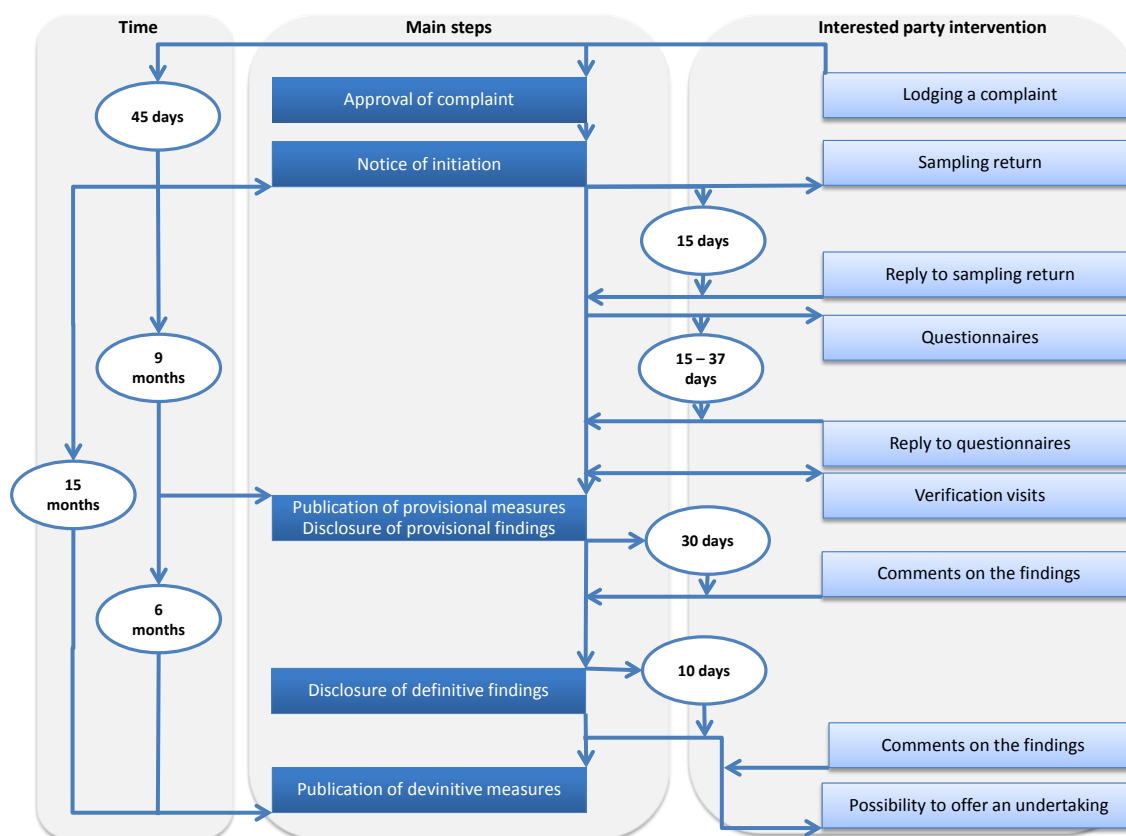 Time
Main steps
Interested party intervention
Approval of complaint
Lodging a complaint
45 days
Notice of initiation
Sampling return
15 days
Reply to sampling return
Questionnaires
9
months
15 – 37
days
Reply to questionnaires
15
months
Verification visits
Publication of provisional measures
Disclosure of provisional findings
30 days
Comments on the findings
6
months
10 days
Disclosure of definitive findings
Comments on the findings
Publication of devinitive measures
Possibility to offer an undertaking